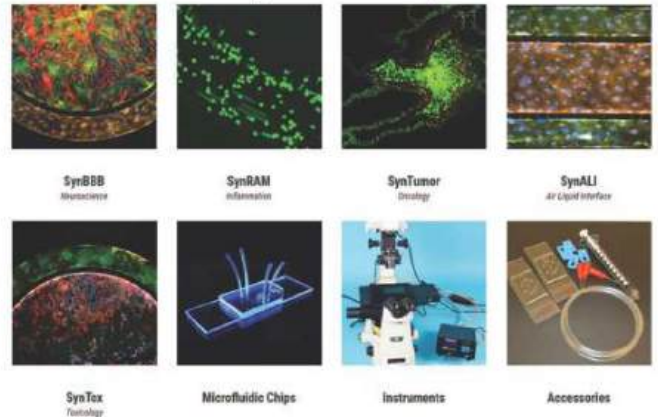 SynBBB
Neuroscience
SynRAM
Inflammation
SynTumor
Oncology
SynALI
Air Liquid Interface
SynTox
Toxicology
Microfluidic Chips
Instruments
Accessories